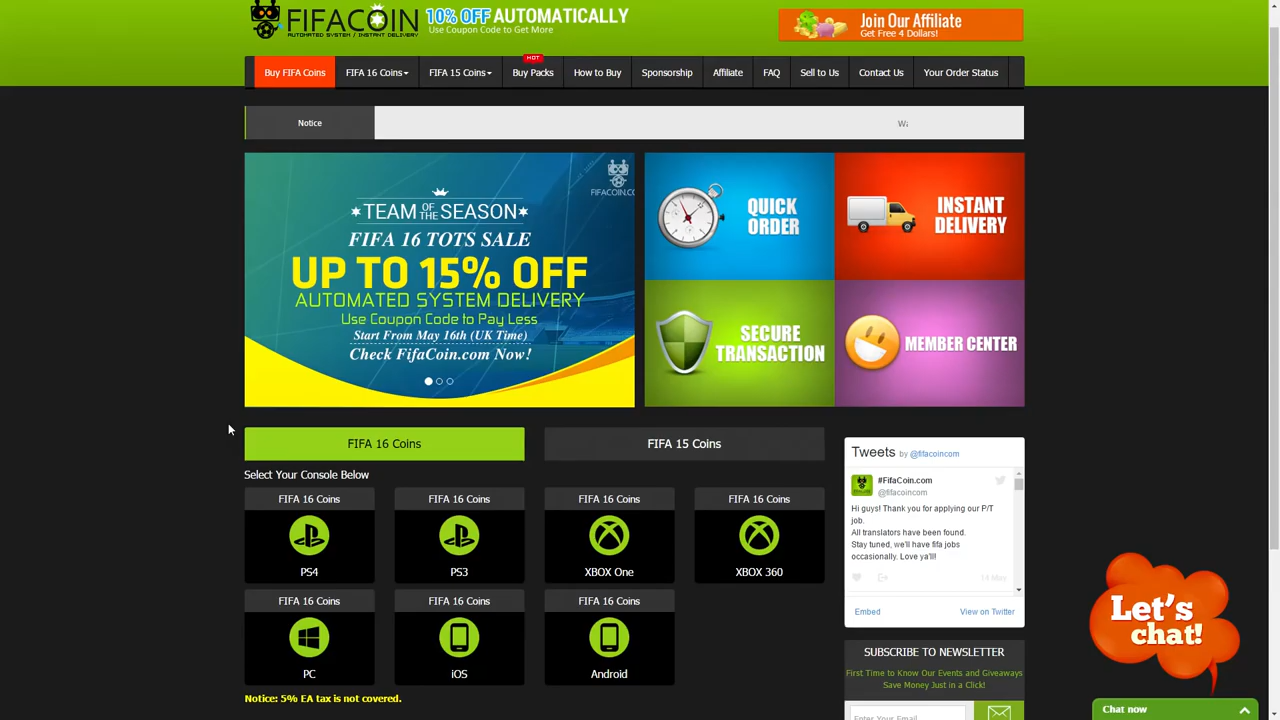 FIFACOIN
AUTOMATED SYSTEM / INSTANT DELIVERY
10% OFF AUTOMATICALLY
Use Coupon Code to Get More
Join Our Affiliate
Get Free 4 Dollars!
HOT
Buy FIFA Coins FIFA 16 Coins FIFA 15 Coins Buy Packs How to Buy Sponsorship Affiliate FAQ Sell to Us Contact Us Your Order Status
Notice
FIFACOIN.CO
TEAM OF THE SEASON
FIFA 16 TOTS SALE
UP TO 15% OFF
AUTOMATED SYSTEM DELIVERY
Use Coupon Code to Pay Less
Start From May 16th (UK Time)
Check FifaCoin.com Now!
QUICK
ORDER
INSTANT
DELIVERY
SECURE
TRANSACTION
MEMBER CENTER
FIFA 16 Coins
FIFA 15 Coins
Select Your Console Below
FIFA 16 Coins
PS4
FIFA 16 Coins
PS3
FIFA 16 Coins
XBOX One
FIFA 16 Coins
XBOX 360
FIFA 16 Coins
PC
FIFA 16 Coins
iOS
FIFA 16 Coins
Android
Notice: 5% EA tax is not covered.
Tweets by @fifacoincom
#FifaCoin.com
@fifacoincom
Hi guys! Thank you for applying our P/T
job.
All translators have been found.
Stay tuned, we'll have fifa jobs
occasionally. Love ya'll!
14 May
Embed
View on Twitter
SUBSCRIBE TO NEWSLETTER
First Time to Know Our Events and Giveaways
Save Money Just in a Click!
Enter Your Email
Let's
chat!
Chat now